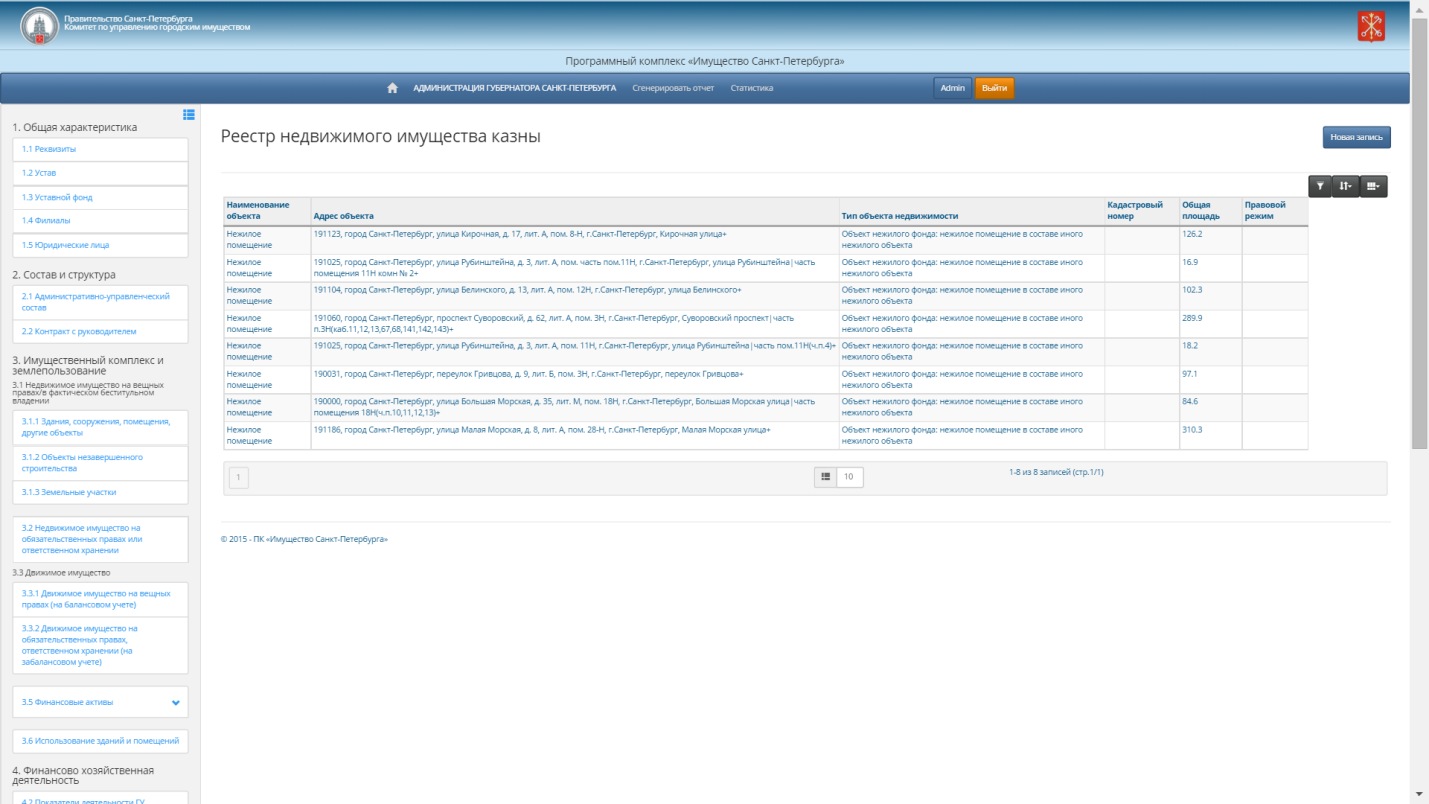 Правительство Санкт-Петербурга
Комитет по управлению городским имуществом
Программный комплекс «Имущество Санкт-Петербурга»
АДМИНИСТРАЦИЯ ГУБЕРНАТОРА САНКТ-ПЕТЕРБУРГА Сгенерировать отчет Статистика Admin Выйти
1. Общая характеристика
1.1 Реквизиты
1.2 Устав
1.3 Уставной фонд
1.4 Филиалы
1.5 Юридические лица
2. Состав и структура
2.1 Административно-управленческий
состав
2.2 Контракт с руководителем
3. Имущественный комплекс и
землепользование
3.1 Недвижимое имущество на вещных
правах/в фактическом беститульном
владении
3.1.1 Здания, сооружения, помещения,
другие объекты
3.1.2 Объекты незавершенного
строительства
3.1.3 Земельные участки
3.2 Недвижимое имущество на
обязательственных правах или
ответственном хранении
3.3 Движимое имущество
3.3.1 Движимое имущество на вещных
правах (на балансовом учете)
3.3.2 Движимое имущество на
обязательственных правах,
ответственном хранении (на
забалансовом учете)
3.5 Финансовые активы
3.6 Использование зданий и помещений
4. Финансово хозяйственная
деятельность
4.2 Показатели деятельности ГУ
Реестр недвижимого имущества казны
Новая запись
Наименование Кадастровый Общая Правовой
объекта Адрес объекта Тип объекта недвижимости номер площадь режим
Нежилое 191123, город Санкт-Петербург, улица Кирочная, д. 17, лит. А, пом. 8-Н, г.Санкт-Петербург, Кирочная улица+ Объект нежилого фонда: нежилое помещение в составе иного 126.2
помещение нежилого объекта
Нежилое 191025, город Санкт-Петербург, улица Рубинштейна, д. 3, лит. А, пом. часть пом.11Н, г.Санкт-Петербург, улица Рубинштейна|часть Объект нежилого фонда: нежилое помещение в составе иного 16.9
помещение помещения 11Н комн № 2+ нежилого объекта
Нежилое 191104, город Санкт-Петербург, улица Белинского, д. 13, лит. А, пом. 12Н, г.Санкт-Петербург, улица Белинского+ Объект нежилого фонда: нежилое помещение в составе иного 102.3
помещение нежилого объекта
Нежилое 191060, город Санкт-Петербург, проспект Суворовский, д. 62, лит. А, пом. 3Н, г.Санкт-Петербург, Суворовский проспект|часть Объект нежилого фонда: нежилое помещение в составе иного 289.9
помещение п.3Н(каб.11,12,13,67,68,141,142,143)+ нежилого объекта
Нежилое 191025, город Санкт-Петербург, улица Рубинштейна, д. 3, лит. А, пом. 11Н, г.Санкт-Петербург, улица Рубинштейна|часть пом.11Н(ч.п.4)+ Объект нежилого фонда: нежилое помещение в составе иного 18.2
помещение нежилого объекта
Нежилое 190031, город Санкт-Петербург, переулок Гривцова, д. 9, лит. Б, пом. 3Н, г.Санкт-Петербург, переулок Гривцова+ Объект нежилого фонда: нежилое помещение в составе иного 97.1
помещение нежилого объекта
Нежилое 190000, город Санкт-Петербург, улица Большая Морская, д. 35, лит. М, пом. 18Н, г.Санкт-Петербург, Большая Морская улица|часть Объект нежилого фонда: нежилое помещение в составе иного 84.6
помещение помещения 18Н(ч.п.10,11,12,13)+ нежилого объекта
Нежилое 191186, город Санкт-Петербург, улица Малая Морская, д. 8, лит. А, пом. 28-Н, г.Санкт-Петербург, Малая Морская улица+ Объект нежилого фонда: нежилое помещение в составе иного 310.3
помещение нежилого объекта
1 10 1-8 из 8 записей (стр.1/1)
© 2015 - ПК «Имущество Санкт-Петербурга»